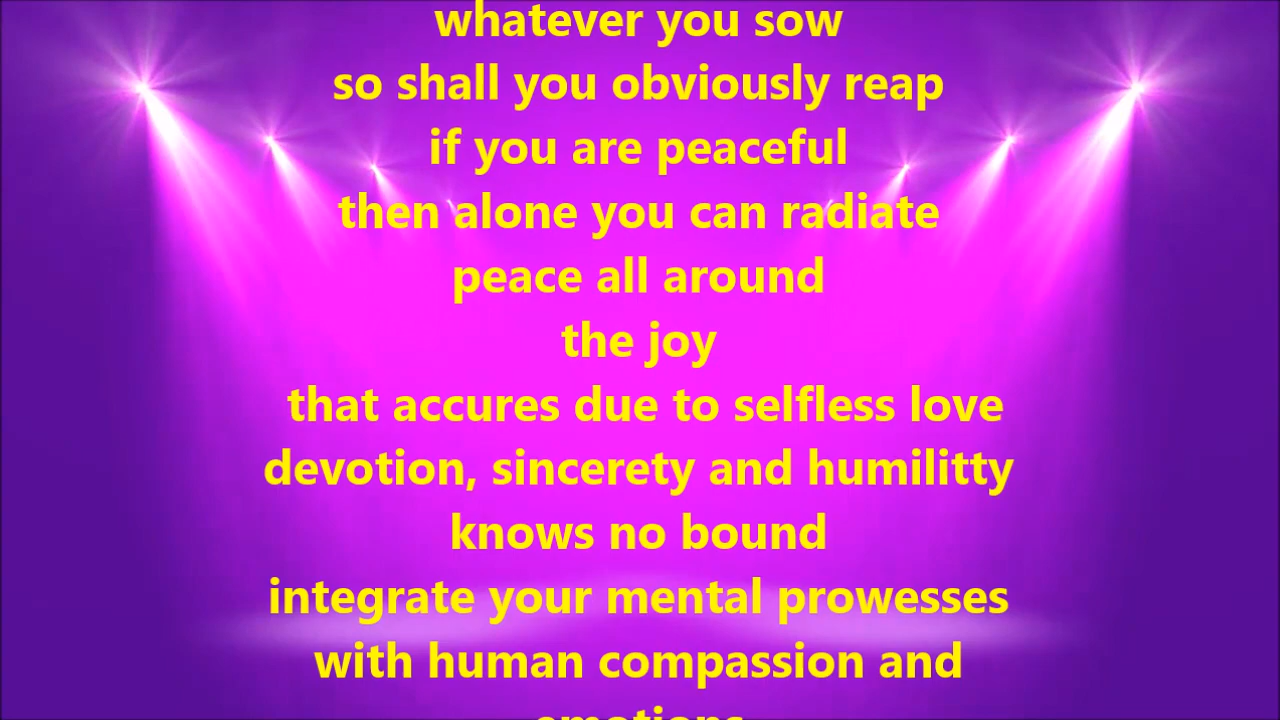 whatever you sow
so shall you obviously reap
if you are peaceful
then alone you can radiate
peace all around
the joy
that accures due to selfless love
devotion, sincerety and humilitty
knows no bound
integrate your mental prowesses
with human compassion and
emotions